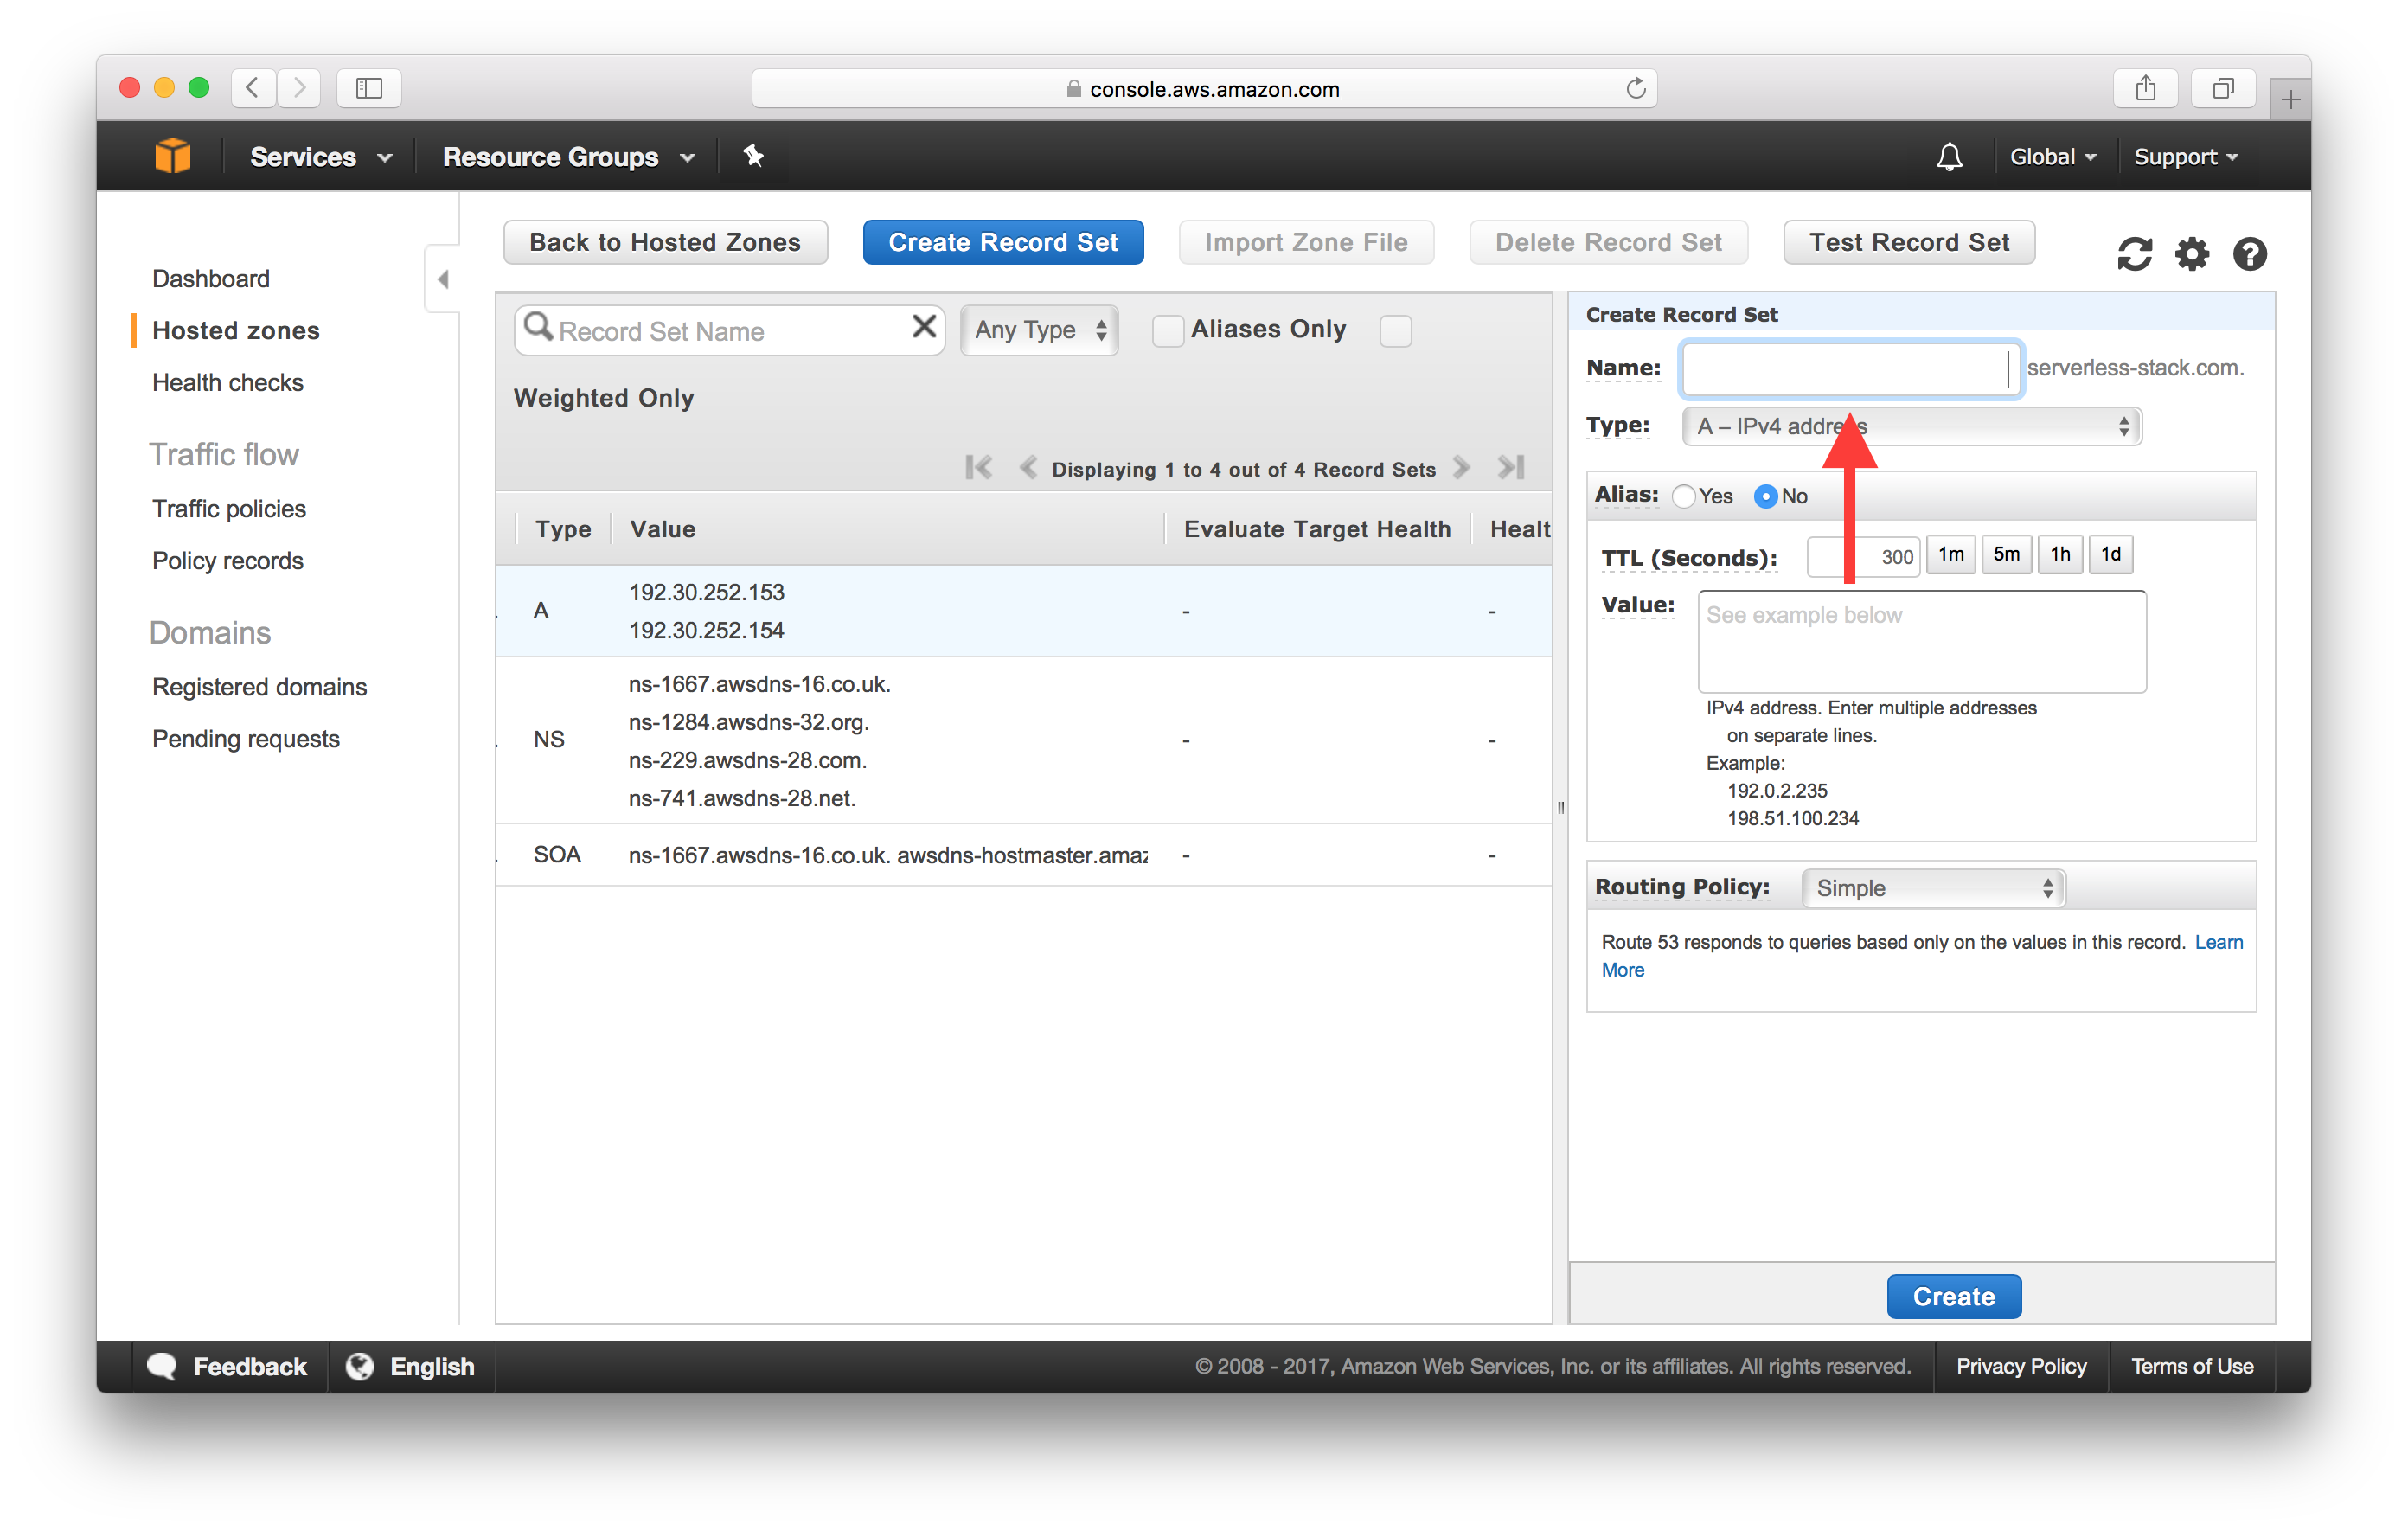 console.aws.amazon.com
Services Resource Groups Global Support
Dashboard
Hosted zones
Health checks
Traffic flow
Traffic policies
Policy records
Domains
Registered domains
Pending requests
Back to Hosted Zones Create Record Set Import Zone File Delete Record Set Test Record Set
Record Set Name Any Type Aliases Only
Weighted Only
Displaying 1 to 4 out of 4 Record Sets
Type Value Evaluate Target Health Healt
A 192.30.252.153 - -
192.30.252.154
NS ns-1667.awsdns-16.co.uk. - -
ns-1284.awsdns-32.org.
ns-229.awsdns-28.com.
ns-741.awsdns-28.net.
SOA ns-1667.awsdns-16.co.uk. awsdns-hostmaster.amaz - -
Create Record Set
Name: serverless-stack.com.
Type: A – IPv4 address
Alias: Yes No
TTL (Seconds): 300 1m 5m 1h 1d
Value: See example below
IPv4 address. Enter multiple addresses
on separate lines.
Example:
192.0.2.235
198.51.100.234
Routing Policy: Simple
Route 53 responds to queries based only on the values in this record. Learn
More
Create
Feedback English © 2008 - 2017, Amazon Web Services, Inc. or its affiliates. All rights reserved. Privacy Policy Terms of Use